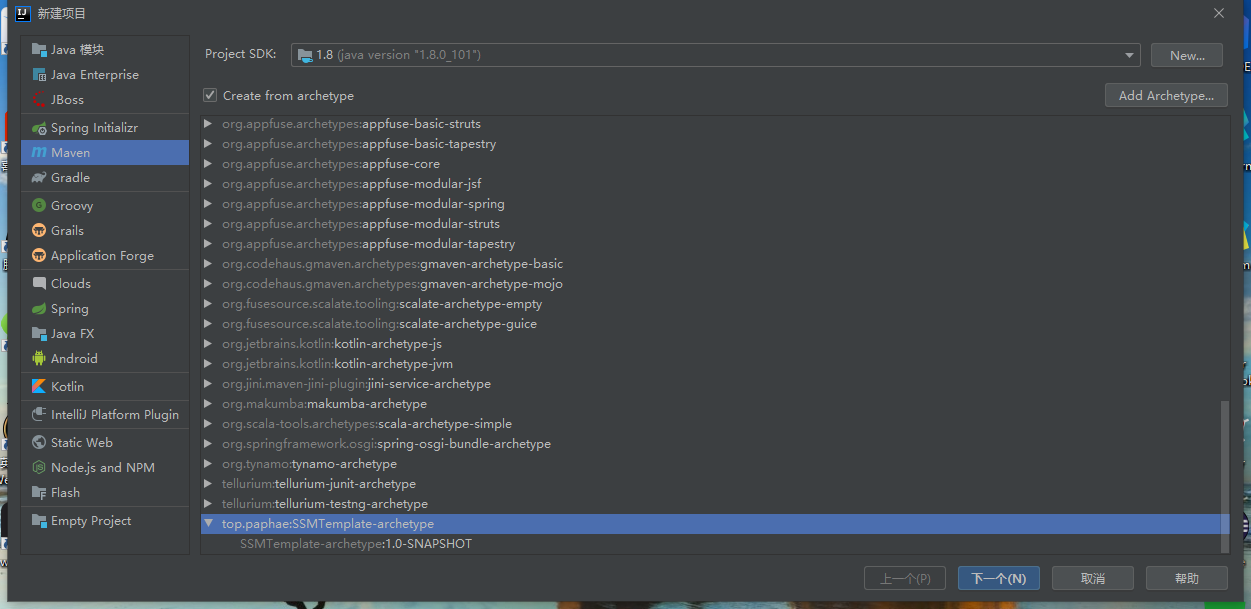 新建项目
Java 模块
Java Enterprise
JBoss
Spring Initializr
Maven
Gradle
Groovy
Grails
Application Forge
Clouds
Spring
Java FX
Android
Kotlin
IntelliJ Platform Plugin
Static Web
Node.js and NPM
Flash
Empty Project
Project SDK: 1.8 (java version "1.8.0_101") New...
Create from archetype Add Archetype...
org.appfuse.archetypes:appfuse-basic-struts
org.appfuse.archetypes:appfuse-basic-tapestry
org.appfuse.archetypes:appfuse-core
org.appfuse.archetypes:appfuse-modular-jsf
org.appfuse.archetypes:appfuse-modular-spring
org.appfuse.archetypes:appfuse-modular-struts
org.appfuse.archetypes:appfuse-modular-tapestry
org.codehaus.gmaven.archetypes:gmaven-archetype-basic
org.codehaus.gmaven.archetypes:gmaven-archetype-mojo
org.fusesource.scalate.tooling:scalate-archetype-empty
org.fusesource.scalate.tooling:scalate-archetype-guice
org.jetbrains.kotlin:kotlin-archetype-js
org.jetbrains.kotlin:kotlin-archetype-jvm
org.jini.maven-jini-plugin:jini-service-archetype
org.makumba:makumba-archetype
org.scala-tools.archetypes:scala-archetype-simple
org.springframework.osgi:spring-osgi-bundle-archetype
org.tynamo:tynamo-archetype
tellurium:tellurium-junit-archetype
tellurium:tellurium-testng-archetype
top.paphae:SSMTemplate-archetype
SSMTemplate-archetype:1.0-SNAPSHOT
上一个(P) 下一个(N) 取消 帮助